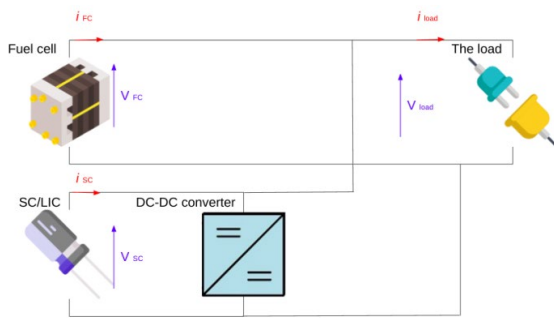 i FC
i load
Fuel cell
The load
V FC
V load
i SC
SC/LIC
DC-DC converter
V SC